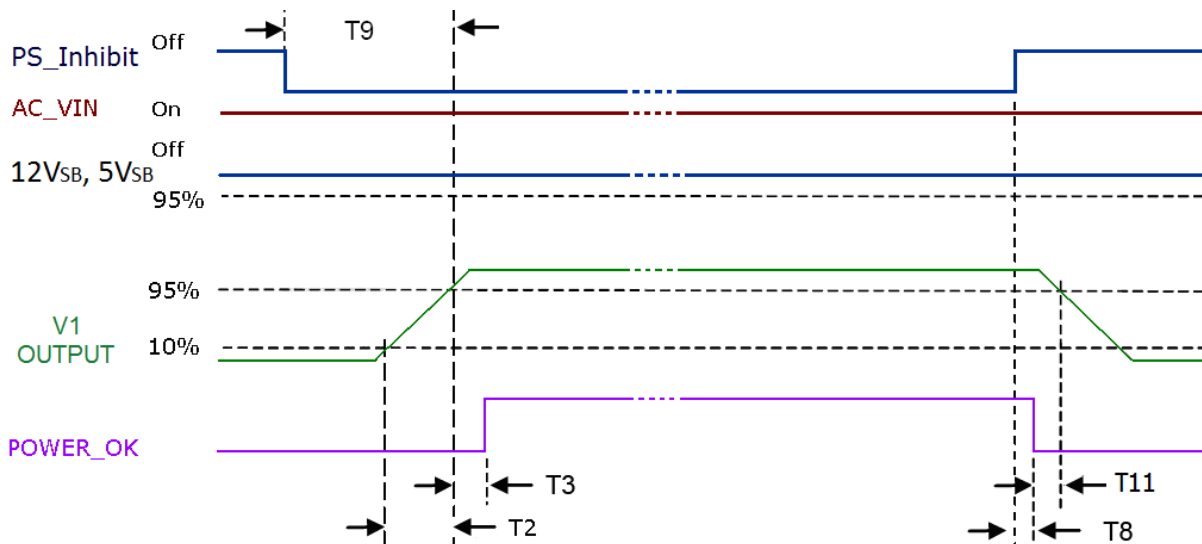 T9
Off
PS_Inhibit
On
AC_VIN
Off
12VSB, 5VSB
95%
95%
V1
OUTPUT
10%
POWER_OK
T3
T11
T2
T8